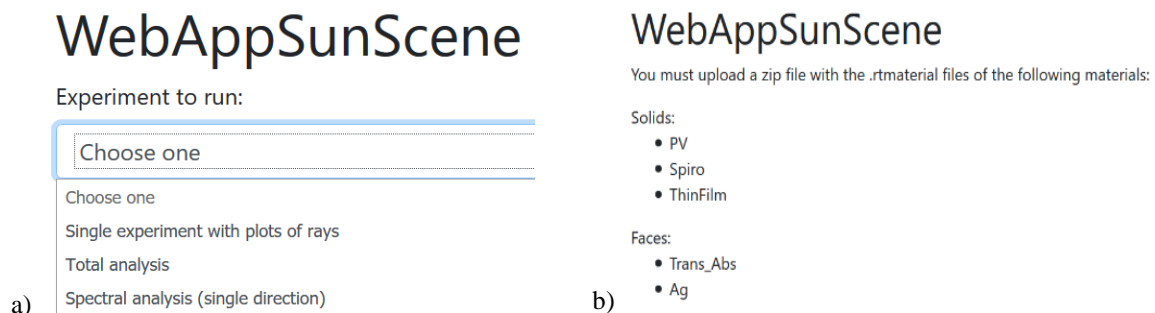 WebAppSunScene
Experiment to run:
Choose one
Choose one
Single experiment with plots of rays
Total analysis
Spectral analysis (single direction)
a)
WebAppSunScene
You must upload a zip file with the .rtmaterial files of the following materials:
Solids:
• PV
• Spiro
• ThinFilm
Faces:
• Trans_Abs
• Ag
b)